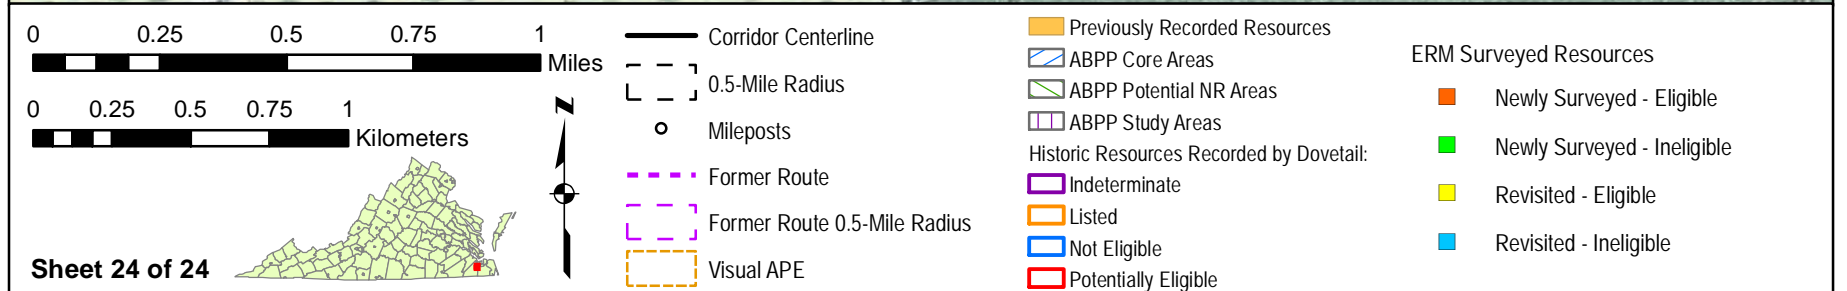 0 0.25 0.5 0.75 1
Miles
0 0.25 0.5 0.75 1
Kilometers
Sheet 24 of 24
N
Corridor Centerline
0.5-Mile Radius
Mileposts
Former Route
Former Route 0.5-Mile Radius
Visual APE
Previously Recorded Resources
ABPP Core Areas
ABPP Potential NR Areas
ABPP Study Areas
Historic Resources Recorded by Dovetail:
Indeterminate
Listed
Not Eligible
Potentially Eligible
ERM Surveyed Resources
Newly Surveyed - Eligible
Newly Surveyed - Ineligible
Revisited - Eligible
Revisited - Ineligible